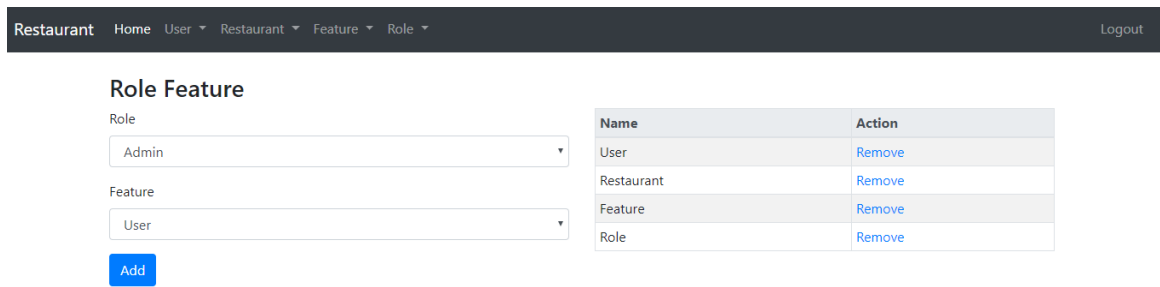 Restaurant Home User Restaurant Feature Role Logout
Role Feature
Role
Admin
Feature
User
Add
Name Action
User Remove
Restaurant Remove
Feature Remove
Role Remove